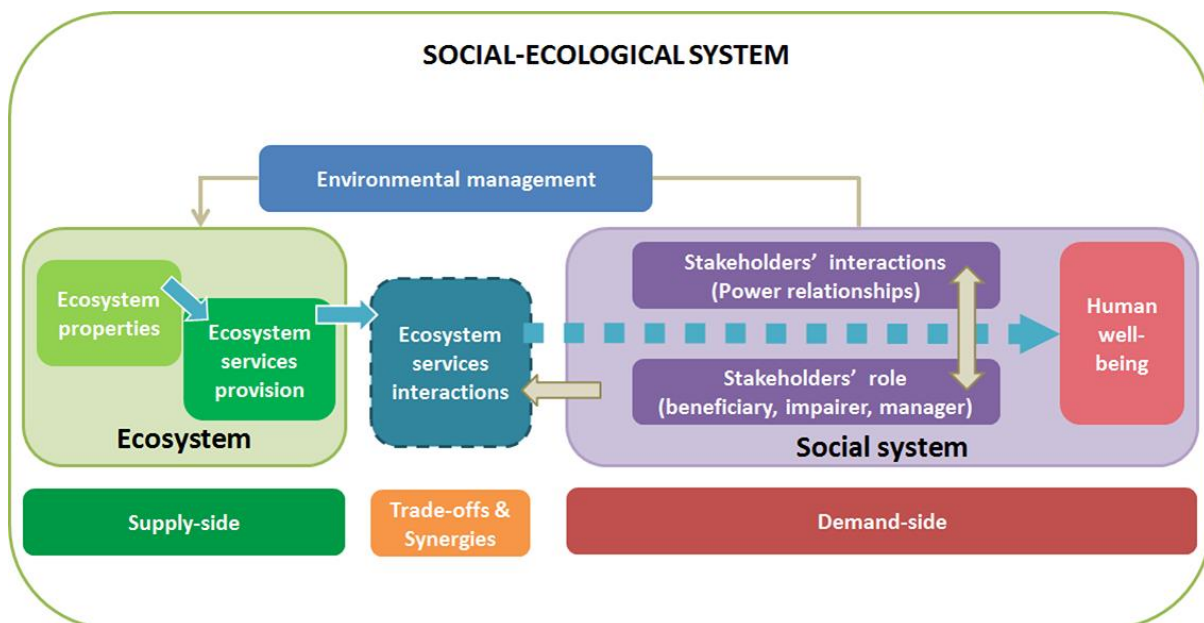 SOCIAL-ECOLOGICAL SYSTEM
Environmental management
Ecosystem
properties
Ecosystem
services
provision
Ecosystem
Ecosystem
services
interactions
Stakeholders' interactions
(Power relationships)
Stakeholders' role
(beneficiary, impairer, manager)
Social system
Human
well-
being
Supply-side
Trade-offs &
Synergies
Demand-side